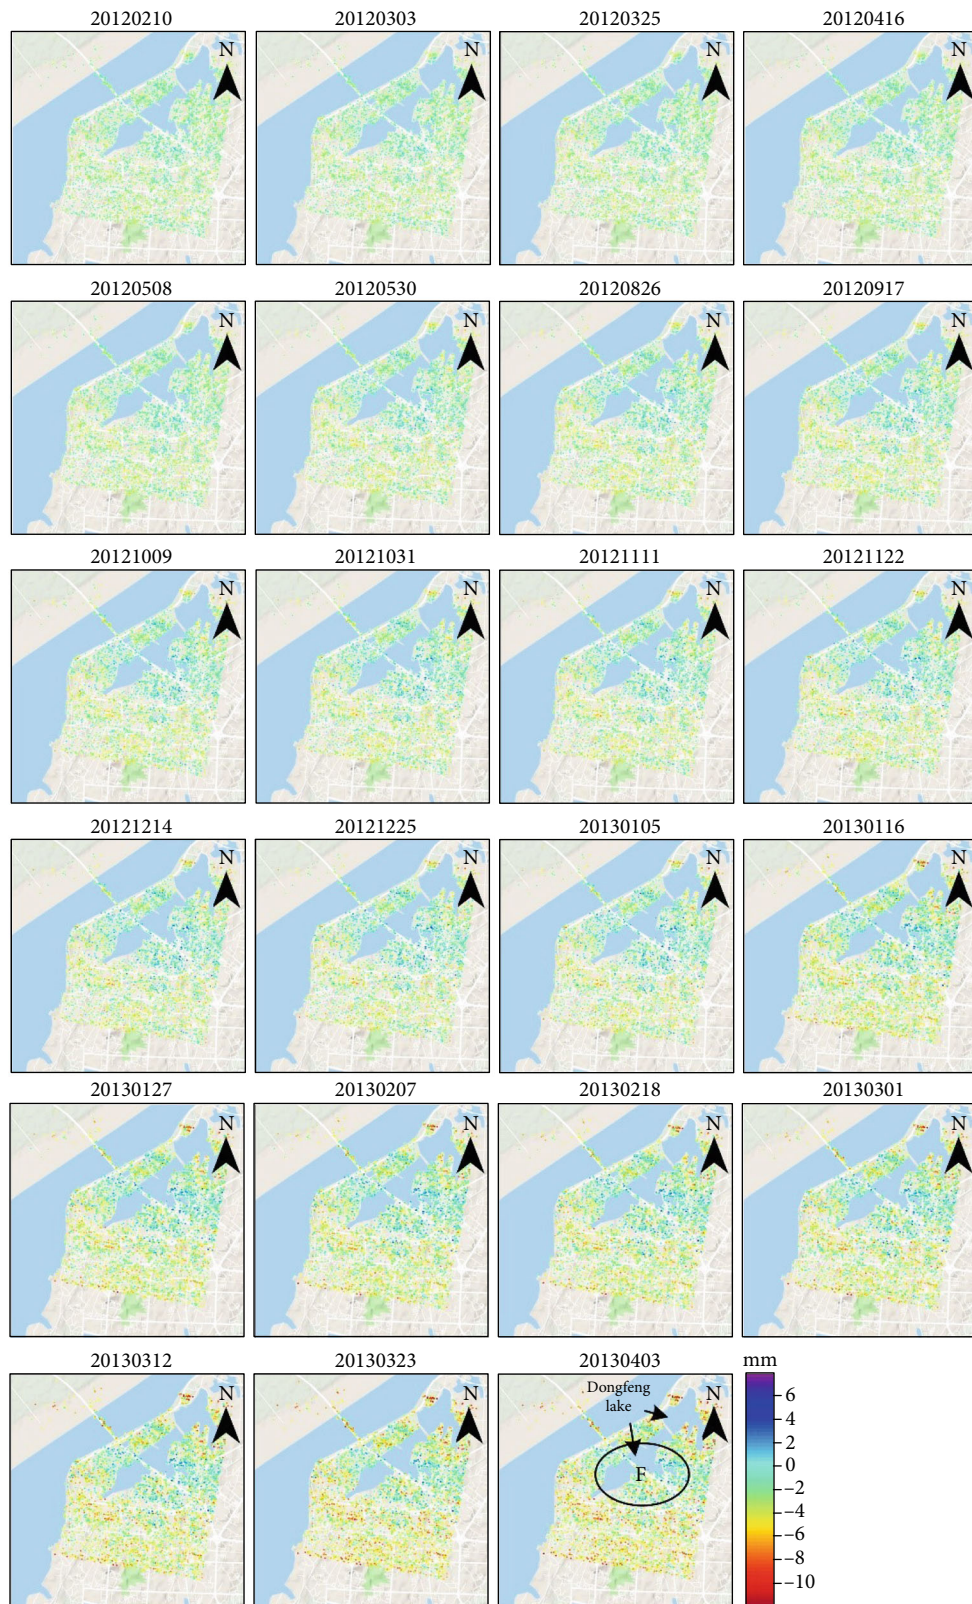 20120210 20120303 20120325 20120416
N N N N
20120508 20120530 20120826 20120917
N N N N
20121009 20121031 20121111 20121122
N N N N
20121214 20121225 20130105 20130116
N N N N
20130127 20130207 20130218 20130301
N N N N
20130312 20130323 20130403 mm
N N N
Dongfeng
lake
F
6
4
2
0
−2
−4
−6
−8
−10